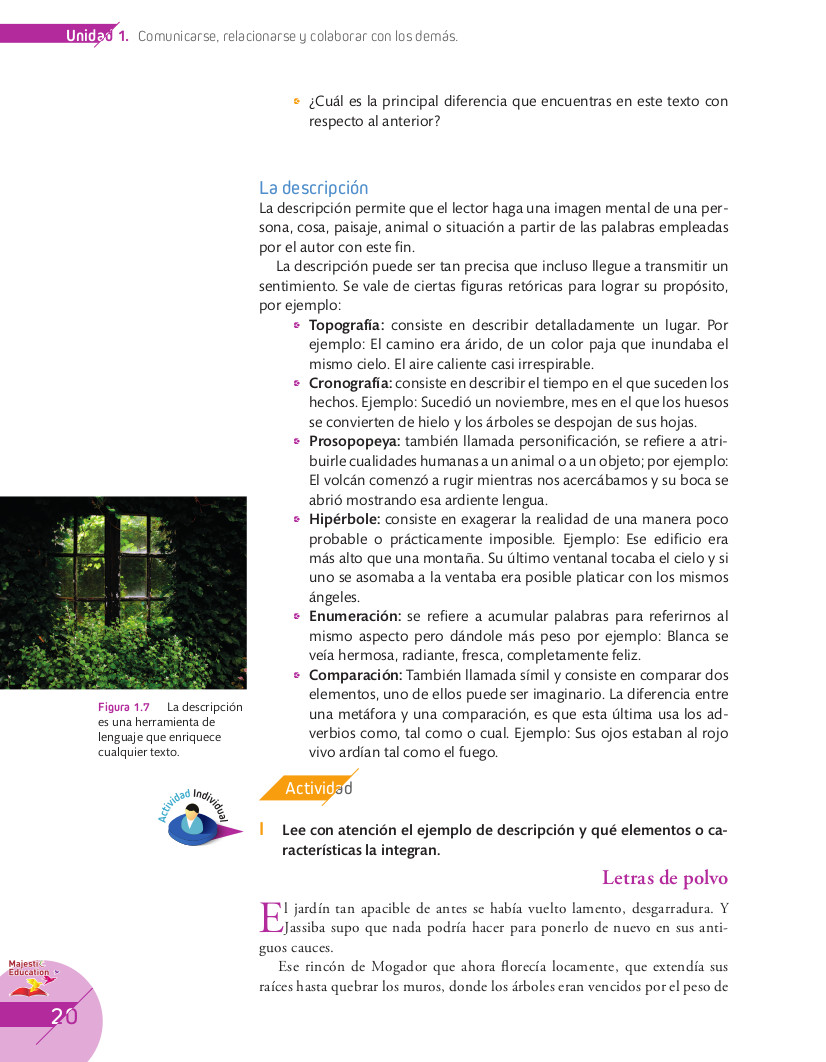 Unidad 1. Comunicarse, relacionarse y colaborar con los demás.
¿Cuál es la principal diferencia que encuentras en este texto con
respecto al anterior?
La descripción
La descripción permite que el lector haga una imagen mental de una per-
sona, cosa, paisaje, animal o situación a partir de las palabras empleadas
por el autor con este fin.
La descripción puede ser tan precisa que incluso llegue a transmitir un
sentimiento. Se vale de ciertas figuras retóricas para lograr su propósito,
por ejemplo:
Topografía: consiste en describir detalladamente un lugar. Por
ejemplo: El camino era árido, de un color paja que inundaba el
mismo cielo. El aire caliente casi irrespirable.
Cronografía: consiste en describir el tiempo en el que suceden los
hechos. Ejemplo: Sucedió un noviembre, mes en el que los huesos
se convierten de hielo y los árboles se despojan de sus hojas.
Prosopopeya: también llamada personificación, se refiere a atri-
buirle cualidades humanas a un animal o a un objeto; por ejemplo:
El volcán comenzó a rugir mientras nos acercábamos y su boca se
abrió mostrando esa ardiente lengua.
Hipérbole: consiste en exagerar la realidad de una manera poco
probable o prácticamente imposible. Ejemplo: Ese edificio era
más alto que una montaña. Su último ventanal tocaba el cielo y si
uno se asomaba a la ventaba era posible platicar con los mismos
ángeles.
Enumeración: se refiere a acumular palabras para referirnos al
mismo aspecto pero dándole más peso por ejemplo: Blanca se
veía hermosa, radiante, fresca, completamente feliz.
Comparación: También llamada símil y consiste en comparar dos
elementos, uno de ellos puede ser imaginario. La diferencia entre
una metáfora y una comparación, es que esta última usa los ad-
verbios como, tal como o cual. Ejemplo: Sus ojos estaban al rojo
vivo ardían tal como el fuego.
Figura 1.7 La descripción
es una herramienta de
lenguaje que enriquece
cualquier texto.
Actividad
Actividad Individual
I Lee con atención el ejemplo de descripción y qué elementos o ca-
racterísticas la integran.
Letras de polvo
El jardín tan apacible de antes se había vuelto lamento, desgarradura. Y
Jassiba supo que nada podría hacer para ponerlo de nuevo en sus anti-
guos cauces.
Ese rincón de Mogador que ahora florecía locamente, que extendía sus
raíces hasta quebrar los muros, donde los árboles eran vencidos por el peso de
Majestic
Education
20